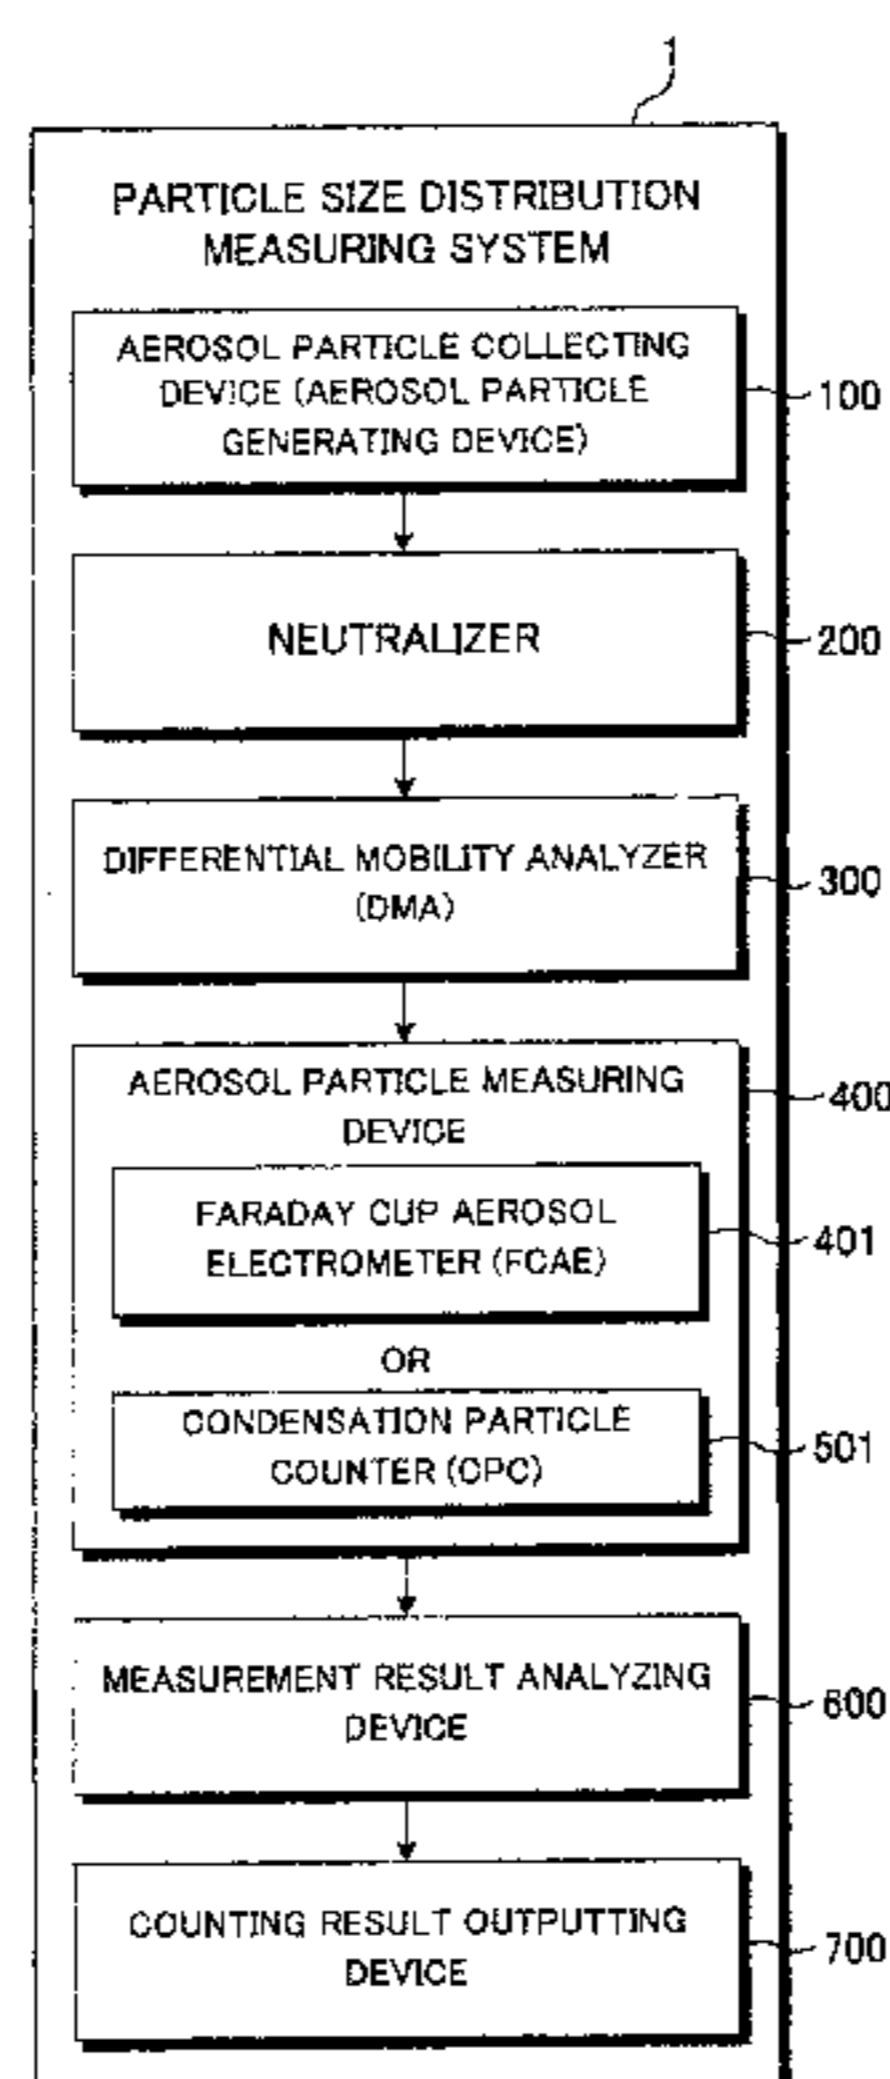 1
PARTICLE SIZE DISTRIBUTION
MEASURING SYSTEM
AEROSOL PARTICLE COLLECTING
DEVICE (AEROSOL PARTICLE
GENERATING DEVICE)
100
NEUTRALIZER
200
DIFFERENTIAL MOBILITY ANALYZER
(DMA)
300
AEROSOL PARTICLE MEASURING
DEVICE
400
FARADAY CUP AEROSOL
ELECTROMETER (FCAE)
401
OR
CONDENSATION PARTICLE
COUNTER (CPC)
501
MEASUREMENT RESULT ANALYZING
DEVICE
600
COUNTING RESULT OUTPUTTING
DEVICE
700